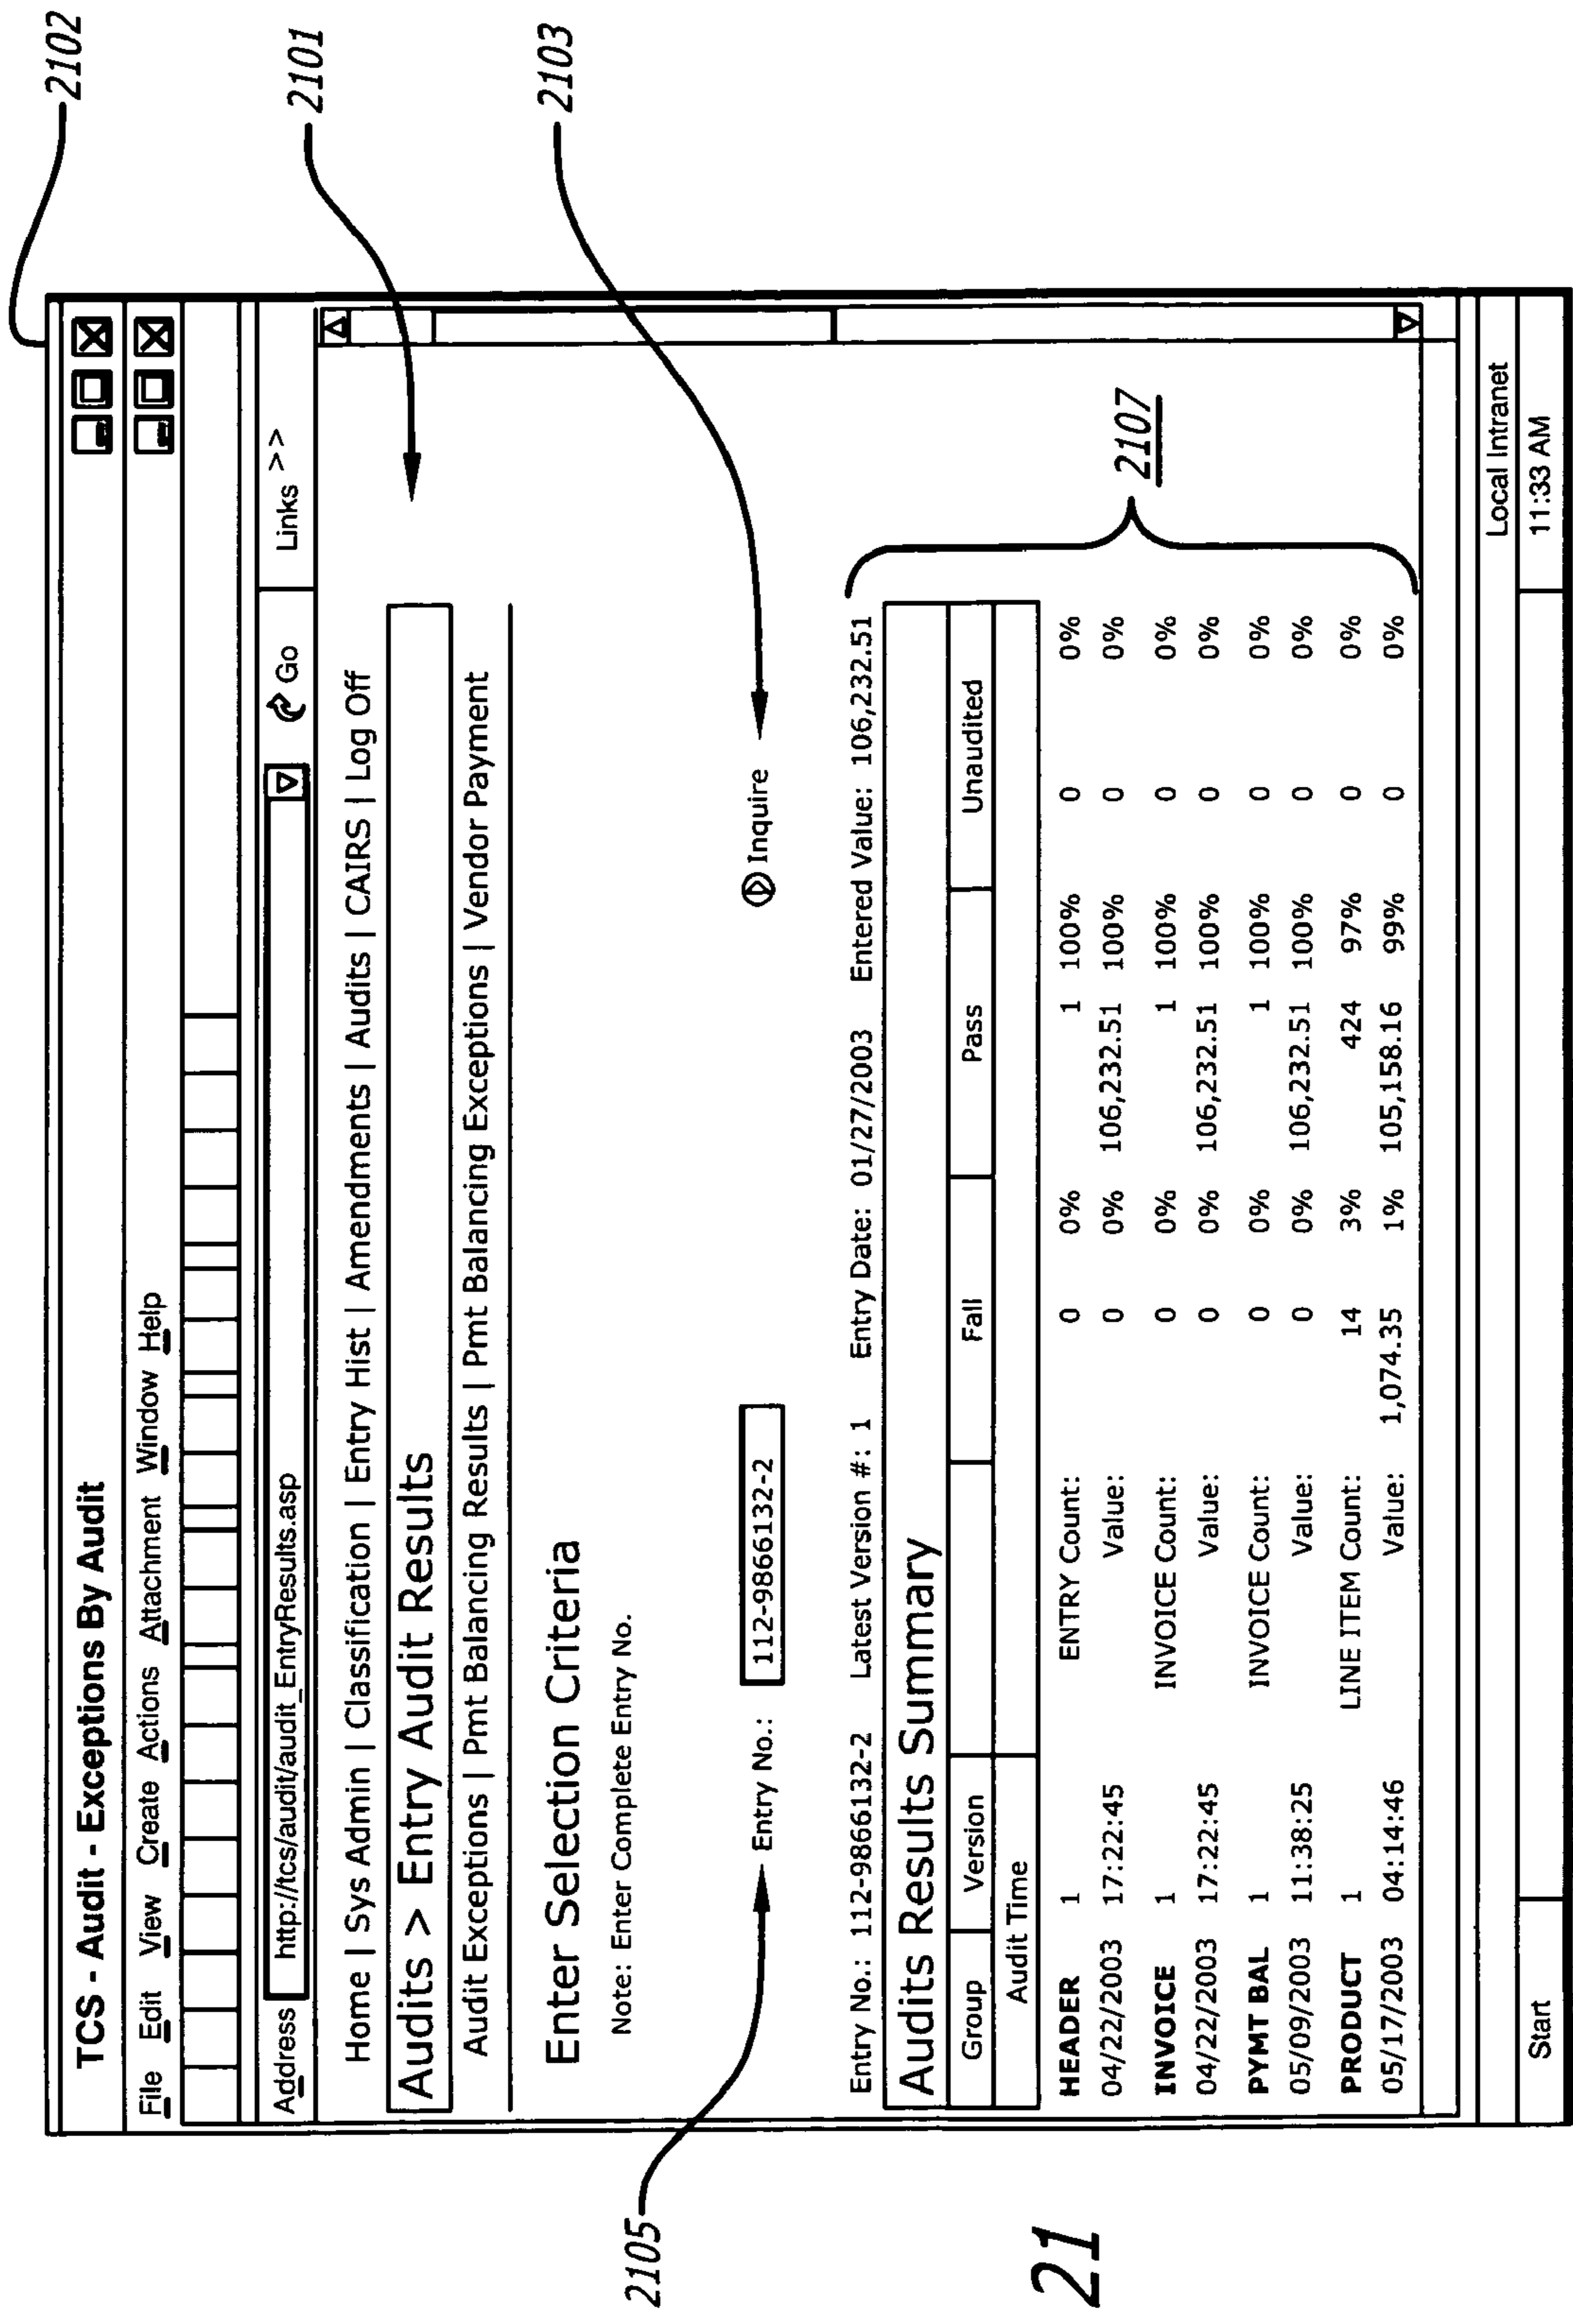 2102
TCS - Audit - Exceptions By Audit
File Edit View Create Actions Attachment Window Help
Address http://tcs/audit/audit_EntryResults.asp Go Links >>
2101
Home | Sys Admin | Classification | Entry Hist | Amendments | Audits | CAIRS | Log Off
Audits > Entry Audit Results
Audit Exceptions | Pmt Balancing Results | Pmt Balancing Exceptions | Vendor Payment
2103
Enter Selection Criteria
Note: Enter Complete Entry No.
2105
Entry No.: 112-9866132-2 Inquire
Entry No.: 112-9866132-2 Latest Version #: 1 Entry Date: 01/27/2003 Entered Value: 106,232.51
Audits Results Summary
Group Version Fall Pass Unaudited
Audit Time
2107
HEADER 1 ENTRY Count: 0 0% 1 100% 0 0%
04/22/2003 17:22:45 Value: 0 0% 106,232.51 100% 0 0%
INVOICE 1 INVOICE Count: 0 0% 1 100% 0 0%
04/22/2003 17:22:45 Value: 0 0% 106,232.51 100% 0 0%
PYMT BAL 1 INVOICE Count: 0 0% 1 100% 0 0%
05/09/2003 11:38:25 Value: 0 0% 106,232.51 100% 0 0%
PRODUCT 1 LINE ITEM Count: 14 3% 424 97% 0 0%
05/17/2003 04:14:46 Value: 1,074.35 1% 105,158.16 99% 0 0%
Local Intranet
Start 11:33 AM
21